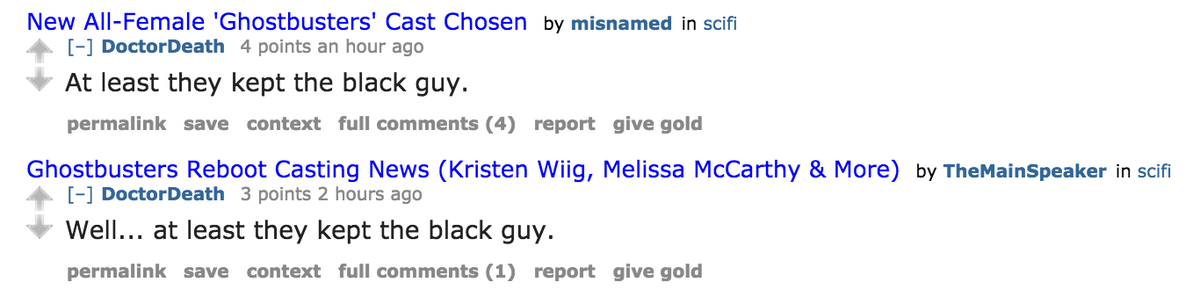 New All-Female 'Ghostbusters' Cast Chosen by misnamed in scifi
[–] DoctorDeath 4 points an hour ago
At least they kept the black guy.
permalink save context full comments (4) report give gold
Ghostbusters Reboot Casting News (Kristen Wiig, Melissa McCarthy & More) by TheMainSpeaker in scifi
[–] DoctorDeath 3 points 2 hours ago
Well... at least they kept the black guy.
permalink save context full comments (1) report give gold